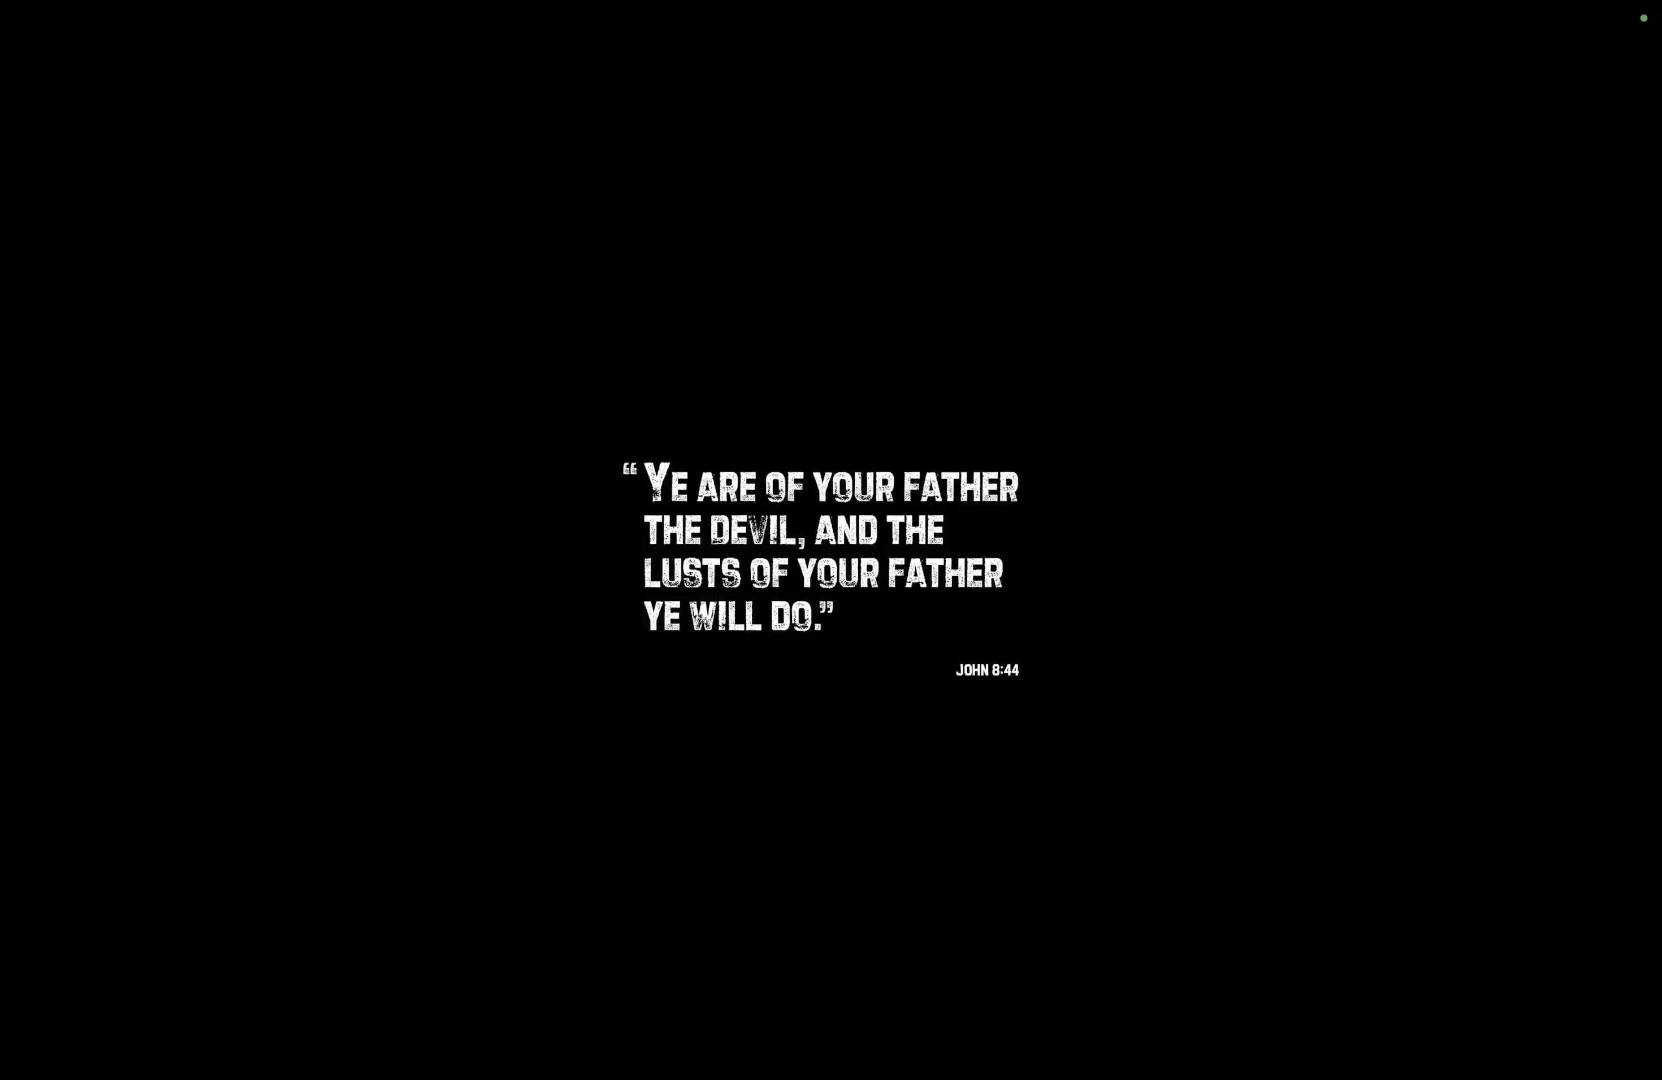 “Ye are of your father
the devil, and the
lusts of your father
ye will do.”
John 8:44